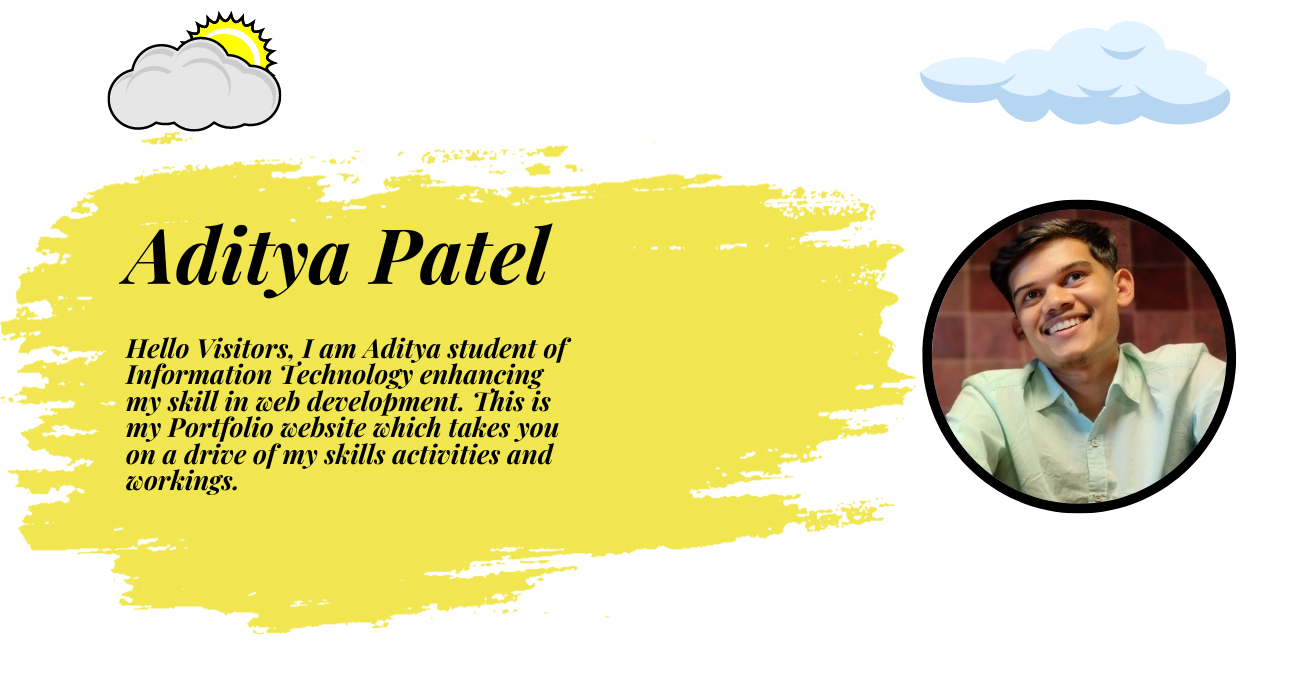 Aditya Patel
Hello Visitors, I am Aditya student of
Information Technology enhancing
my skill in web development. This is
my Portfolio website which takes you
on a drive of my skills activities and
workings.